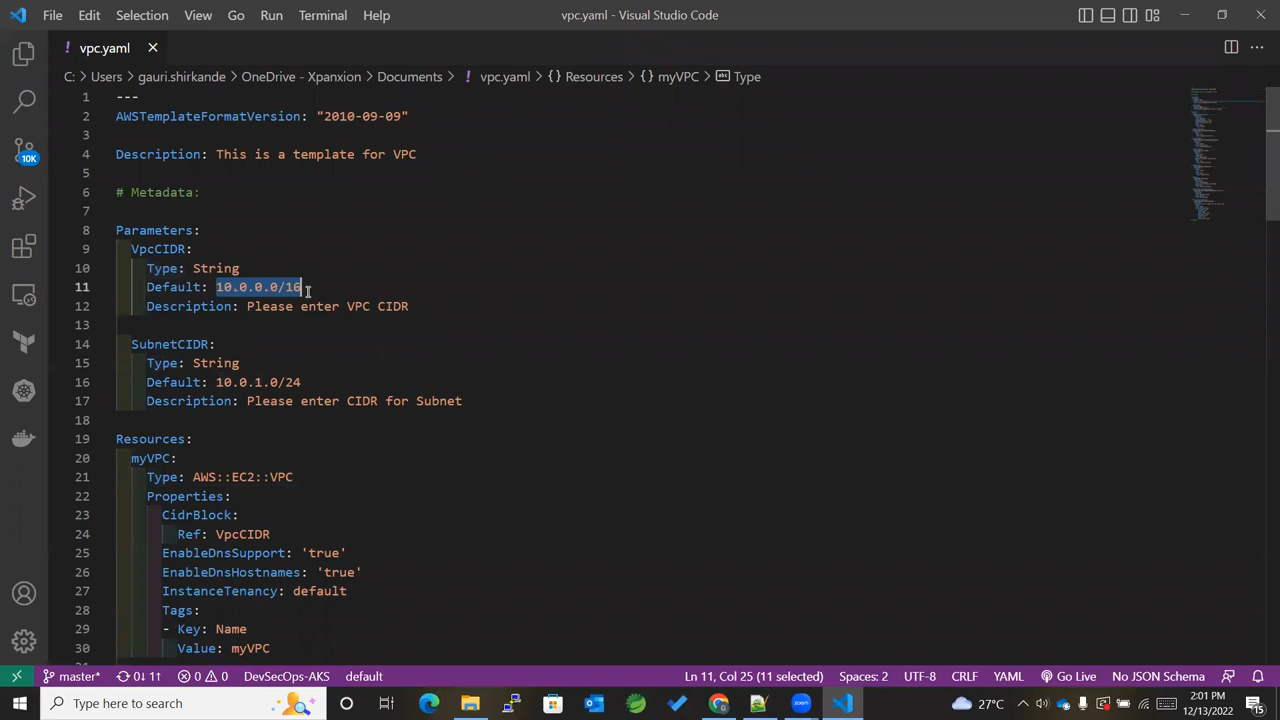 File Edit Selection View Go Run Terminal Help vpc.yaml - Visual Studio Code
! vpc.yaml
C: > Users > gauri.shirkande > OneDrive - Xpanxion > Documents > ! vpc.yaml > {} Resources > {} myVPC > abc Type
1 ---
2 AWSTemplateFormatVersion: "2010-09-09"
3
4 Description: This is a template for VPC
5
6 # Metadata:
7
8 Parameters:
9 VpcCIDR:
10 Type: String
11 Default: 10.0.0.0/16
12 Description: Please enter VPC CIDR
13
14 SubnetCIDR:
15 Type: String
16 Default: 10.0.1.0/24
17 Description: Please enter CIDR for Subnet
18
19 Resources:
20 myVPC:
21 Type: AWS::EC2::VPC
22 Properties:
23 CidrBlock:
24 Ref: VpcCIDR
25 EnableDnsSupport: 'true'
26 EnableDnsHostnames: 'true'
27 InstanceTenancy: default
28 Tags:
29 - Key: Name
30 Value: myVPC
10K
master* 0↓ 1↑ 0 0 DevSecOps-AKS default Ln 11, Col 25 (11 selected) Spaces: 2 UTF-8 CRLF YAML Go Live No JSON Schema
Type here to search
zoom
27°C
2:01 PM
12/13/2022
15